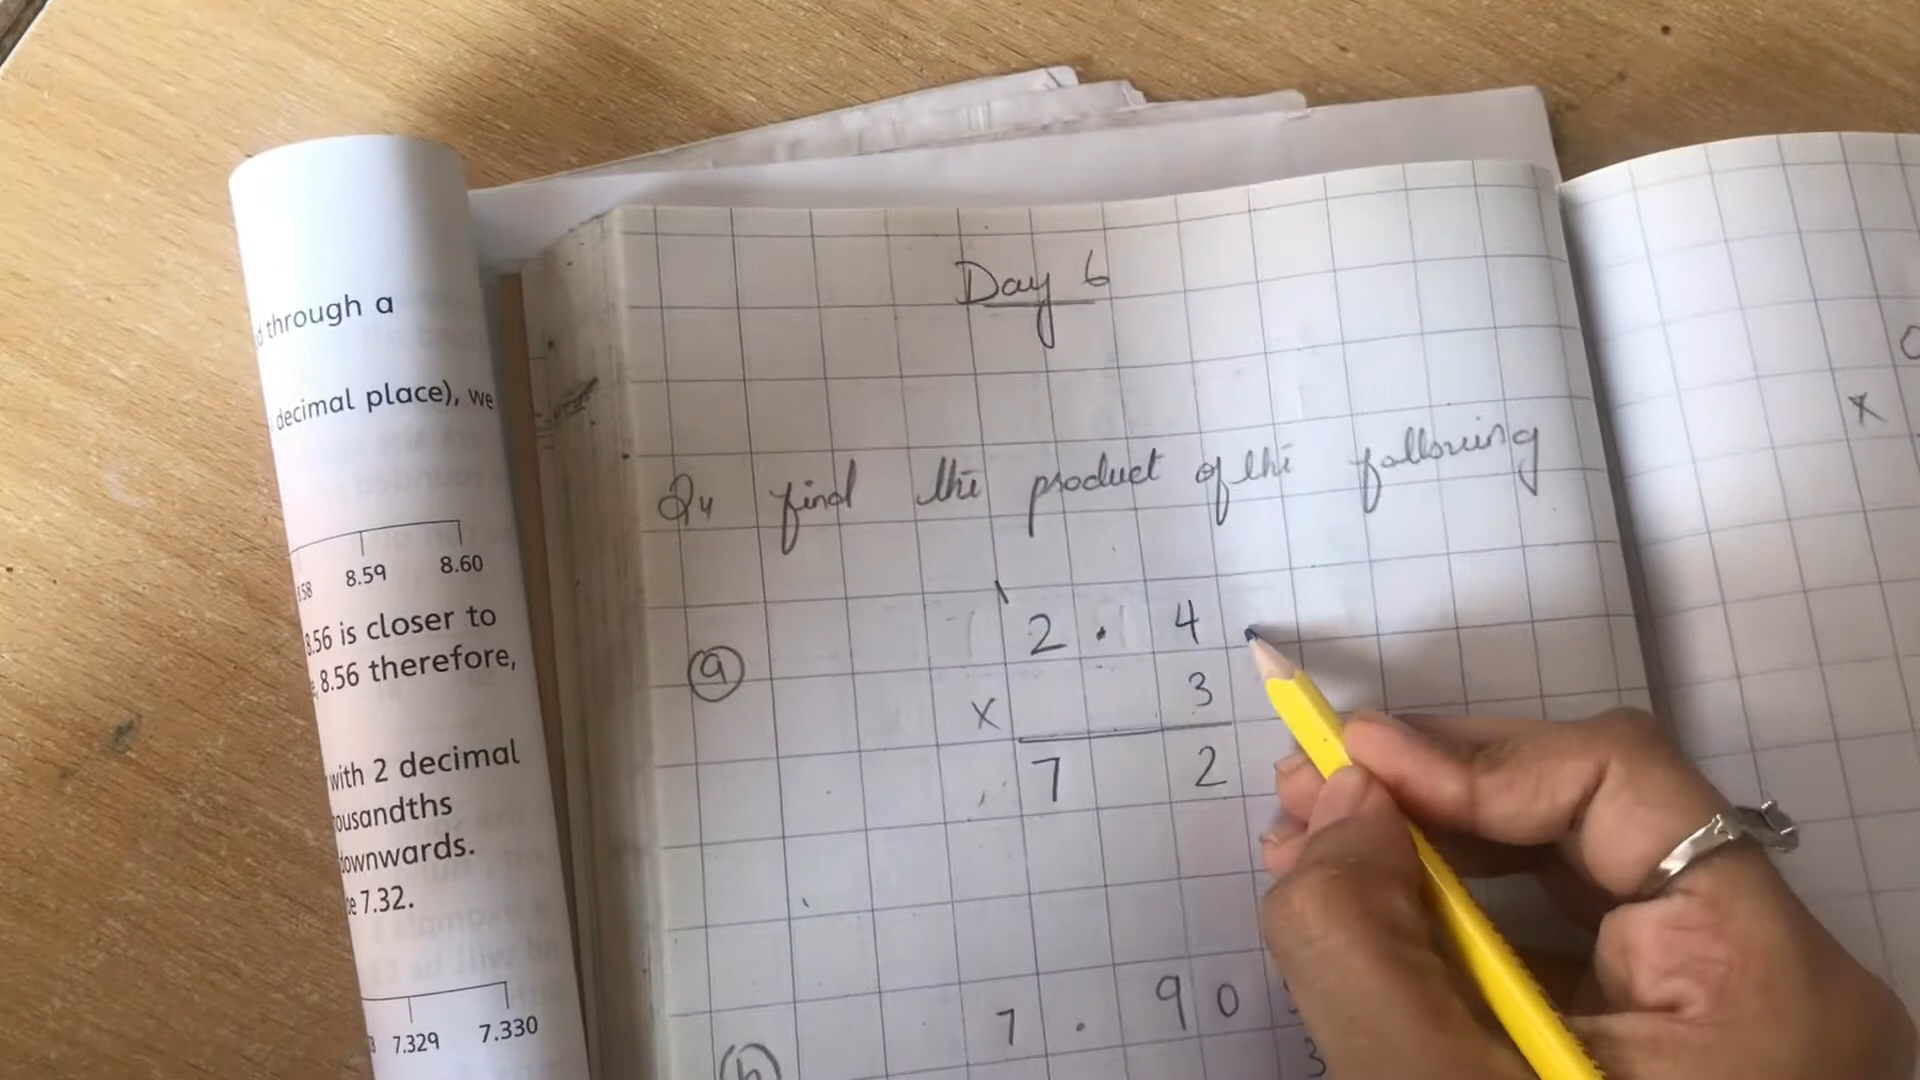 through a
decimal place), we
8.59 8.60
8.56 is closer to
8.56 therefore,
with 2 decimal
downwards.
7.32.
7.329 7.330
Day 6
Q4 find the product of the following
a
2 . 4
x 3
7 2
b
7 . 9 0
3
x